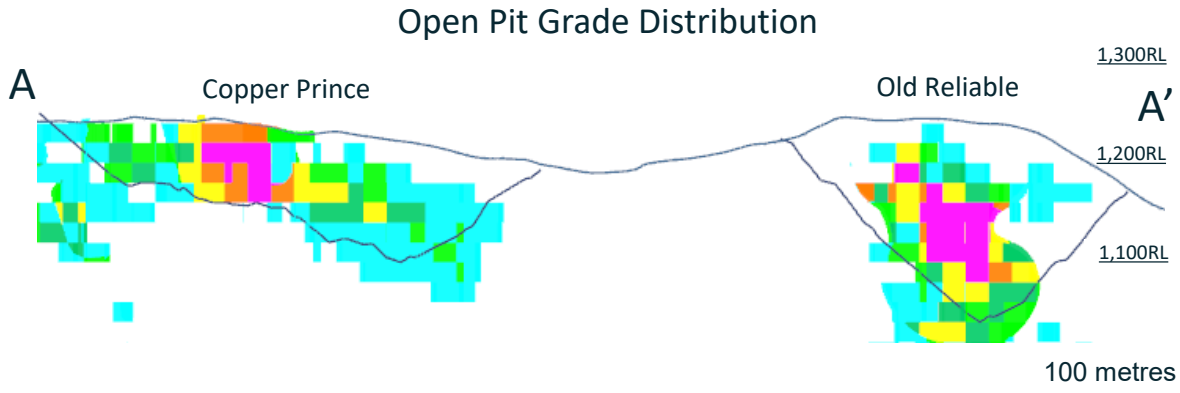 Open Pit Grade Distribution
1,300RL
A
Copper Prince
Old Reliable
A’
1,200RL
1,100RL
100 metres